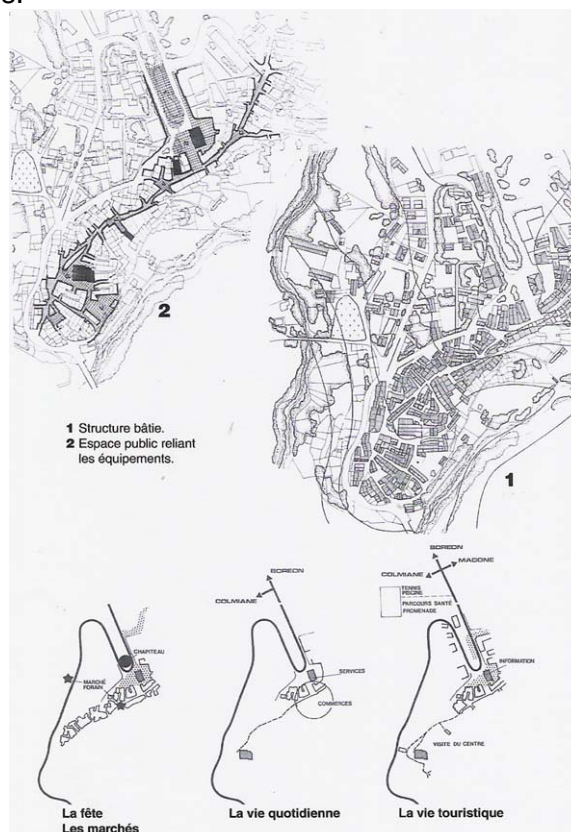 2
1 Structure bâtie.
2 Espace public reliant
les équipements.
1
BOREON
COLMIANE
CHAPITEAU
MARCHÉ
FORAIN
SERVICES
COMMERCES
BOREON
MADONE
COLMIANE
TENNIS
PISCINE
PARCOURS SANTÉ
PROMENADE
INFORMATION
VISITE DU CENTRE
La fête
Les marchés
La vie quotidienne
La vie touristique